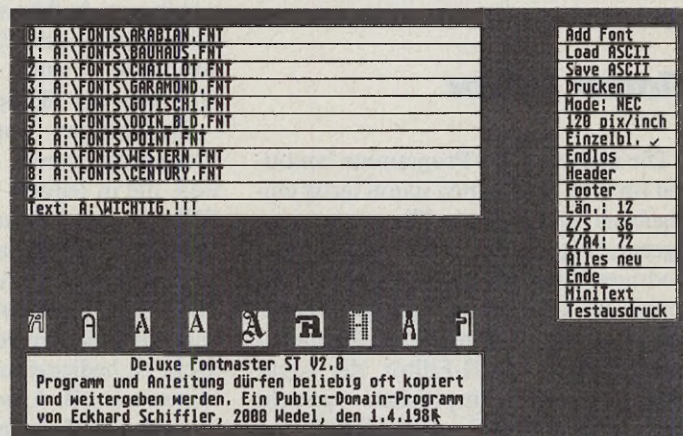 0: A:\FONTS\ARABIAN.FNT
1: A:\FONTS\BAUHAUS.FNT
2: A:\FONTS\CHAILLOT.FNT
3: A:\FONTS\GARAMOND.FNT
4: A:\FONTS\GOTISCH1.FNT
5: A:\FONTS\ODIN_BLD.FNT
6: A:\FONTS\POINT.FNT
7: A:\FONTS\WESTERN.FNT
8: A:\FONTS\CENTURY.FNT
9:
Text: A:\WICHTIG.!!!
Add Font
Load ASCII
Save ASCII
Drucken
Mode: NEC
120 pix/inch
Einzelbl. ✓
Endlos
Header
Footer
Län.: 12
Z/S : 36
Z/A4: 72
Alles neu
Ende
MiniText
Testausdruck
A A A A A H A
Deluxe Fontmaster ST V2.0
Programm und Anleitung dürfen beliebig oft kopiert
und weitergeben werden. Ein Public-Domain-Programm
von Eckhard Schiffler, 2000 Wedel, den 1.4.198